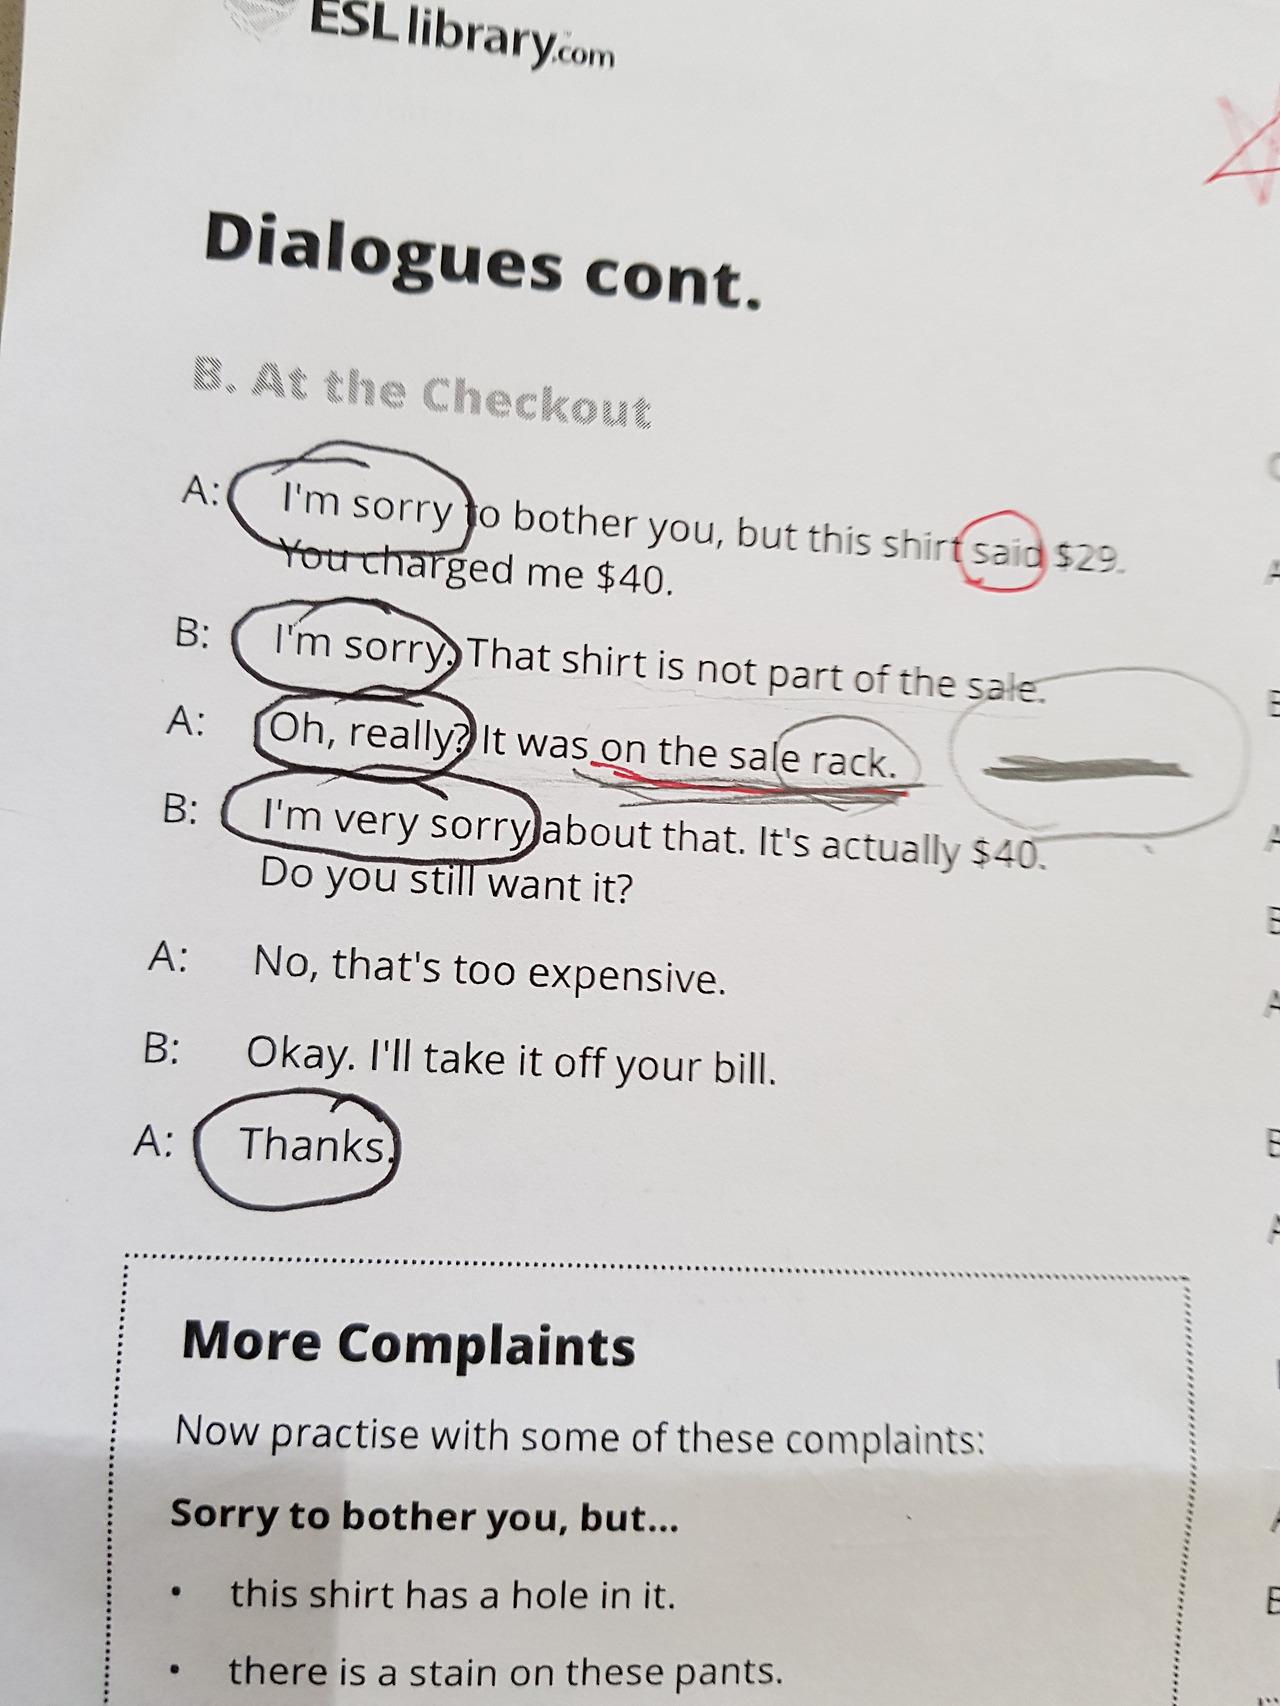 ESL library.com
Dialogues cont.
B. At the Checkout
A: I'm sorry to bother you, but this shirt said $29.
You charged me $40.
B: I'm sorry. That shirt is not part of the sale.
A: Oh, really? It was on the sale rack.
B: I'm very sorry about that. It's actually $40.
Do you still want it?
A: No, that's too expensive.
B: Okay. I'll take it off your bill.
A: Thanks.
More Complaints
Now practise with some of these complaints:
Sorry to bother you, but...
• this shirt has a hole in it.
• there is a stain on these pants.